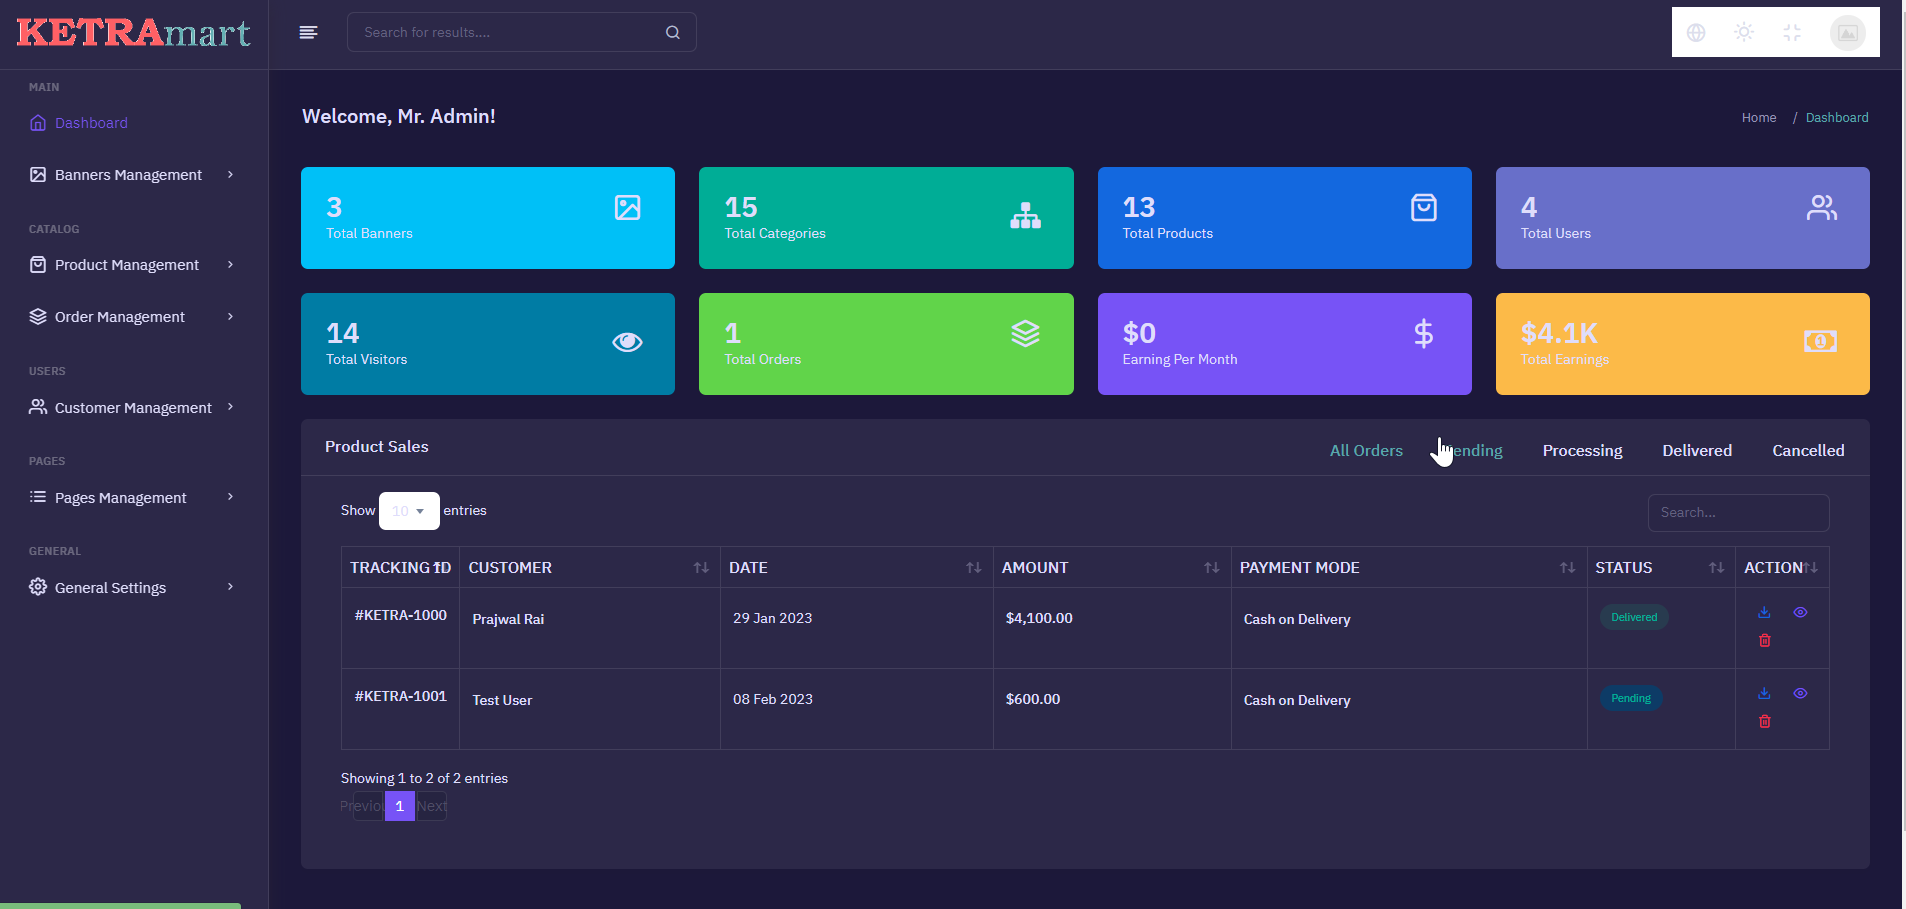 KETRAmart
Search for results....
MAIN
Dashboard
Banners Management
CATALOG
Product Management
Order Management
USERS
Customer Management
PAGES
Pages Management
GENERAL
General Settings
Welcome, Mr. Admin!
Home / Dashboard
3
Total Banners
15
Total Categories
13
Total Products
4
Total Users
14
Total Visitors
1
Total Orders
$0
Earning Per Month
$4.1K
Total Earnings
Product Sales
All Orders ending Processing Delivered Cancelled
Show 10 entries
Search...
TRACKING ID CUSTOMER DATE AMOUNT PAYMENT MODE STATUS ACTION
#KETRA-1000 Prajwal Rai 29 Jan 2023 $4,100.00 Cash on Delivery Delivered
#KETRA-1001 Test User 08 Feb 2023 $600.00 Cash on Delivery Pending
Showing 1 to 2 of 2 entries
Previou 1 Next